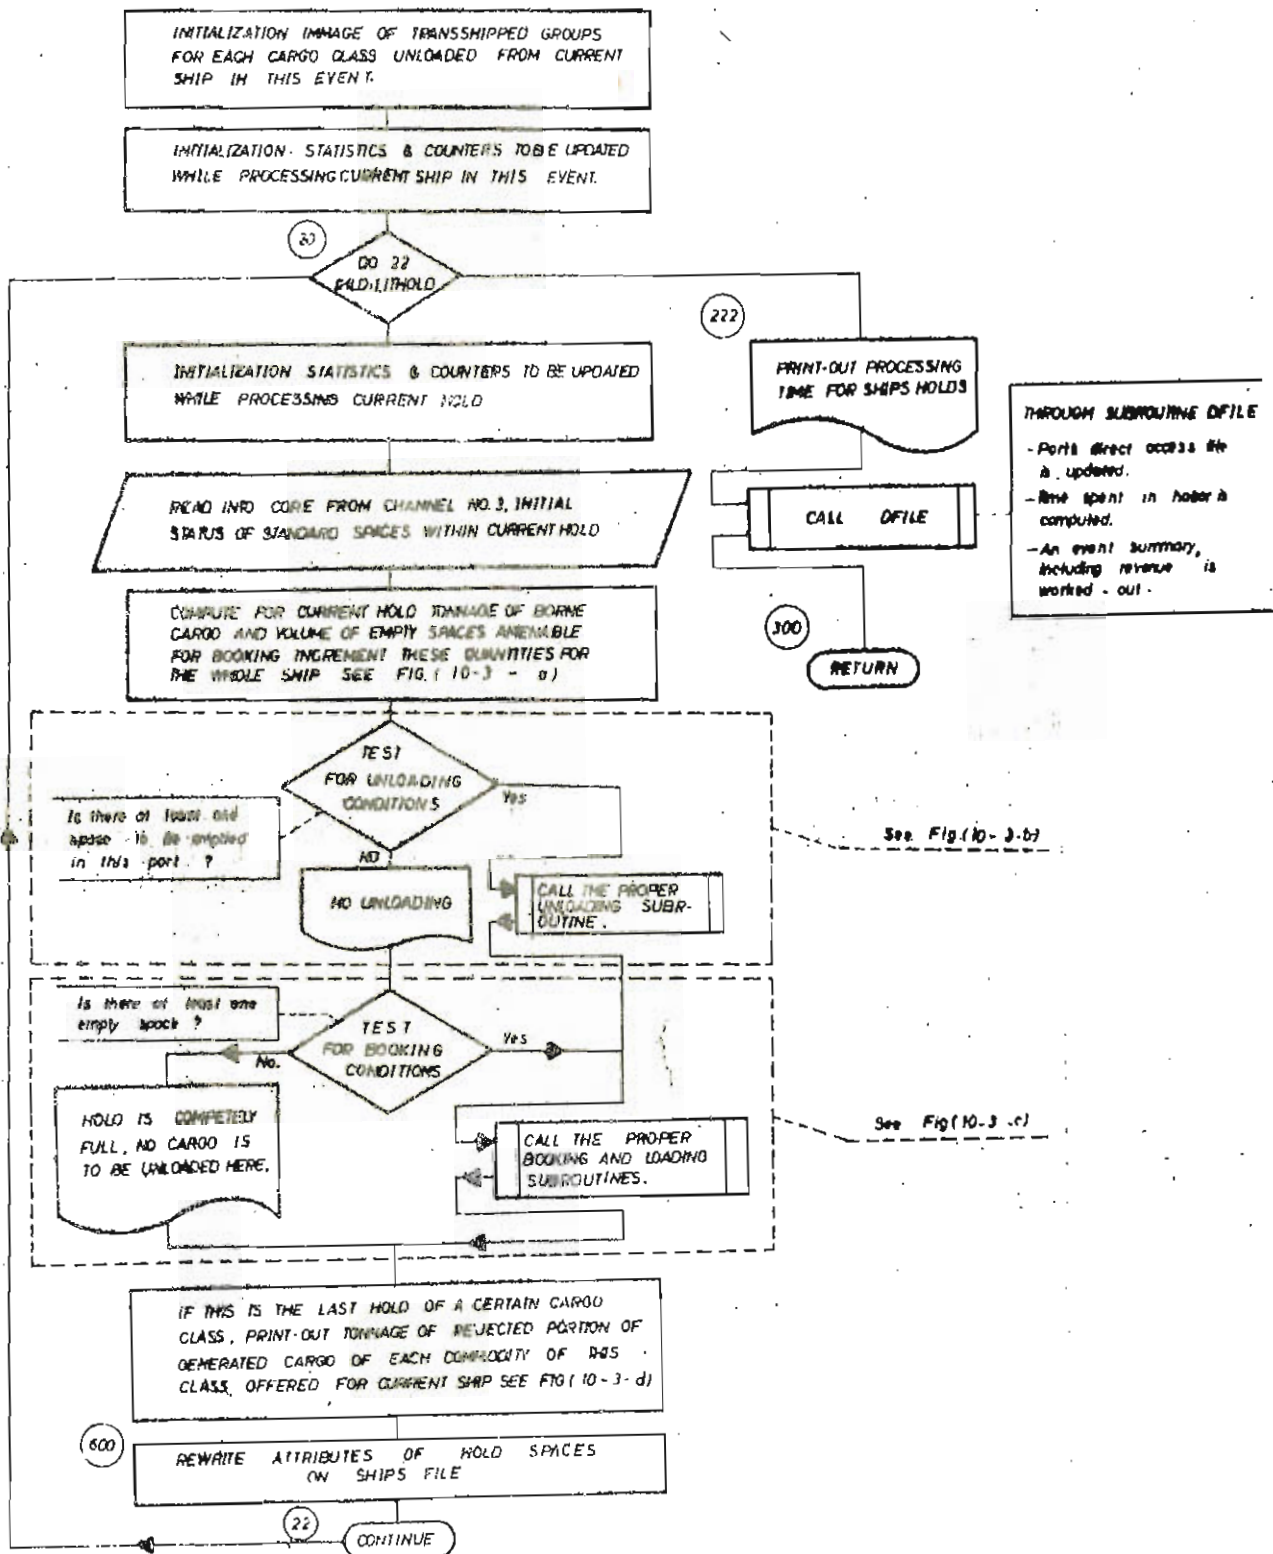 INITIALIZATION IMMAGE OF TRANSSHIPPED GROUPS
FOR EACH CARGO CLASS UNLOADED FROM CURRENT
SHIP IN THIS EVENT.
INITIALIZATION. STATISTICS & COUNTERS TO BE UPDATED
WHILE PROCESSING CURRENT SHIP IN THIS EVENT.
DO 22
222
INITIALIZATION STATISTICS & COUNTERS TO BE UPDATED
WHILE PROCESSING CURRENT HOLD
PRINT-OUT PROCESSING
TIME FOR SHIPS HOLDS
THROUGH SUBROUTINE DFILE
- Ports direct access file
is updated.
- Time spent in is
computed.
- An event summary,
including revenue is
worked - out -
READ INTO CORE FROM CHANNEL NO. 3, INITIAL
STATUS OF STANDARD SPACES WITHIN CURRENT HOLD
CALL DFILE
COMPUTE FOR CURRENT HOLD TONNAGE OF BORNE
CARGO AND VOLUME OF EMPTY SPACES AMENABLE
FOR BOOKING INCREMENT THESE QUANTITIES FOR
THE WHOLE SHIP SEE FIG. ( 10-3 - a )
300
RETURN
TEST
FOR UNLOADING
CONDITIONS
Yes
Is there at least one
space to be emptied
in this port . ?
NO
See Fig.(10 - 3-b)
NO UNLOADING
CALL THE PROPER
UNLOADING SUBR-
OUTINE .
Is there at least one
empty space ?
TEST
FOR BOOKING
CONDITIONS
Yes
No.
HOLD IS COMPETELY
FULL, NO CARGO IS
TO BE UNLOADED HERE.
See Fig(10-3 -c)
CALL THE PROPER
BOOKING AND LOADING
SUBROUTINES.
IF THIS IS THE LAST HOLD OF A CERTAIN CARGO
CLASS, PRINT-OUT TONNAGE OF REJECTED PORTION OF
GENERATED CARGO OF EACH COMMODITY OF THIS
CLASS, OFFERED FOR CURRENT SHIP SEE FIG ( 10-3-d)
600
REWRITE ATTRIBUTES OF HOLD SPACES
ON SHIPS FILE
22
CONTINUE